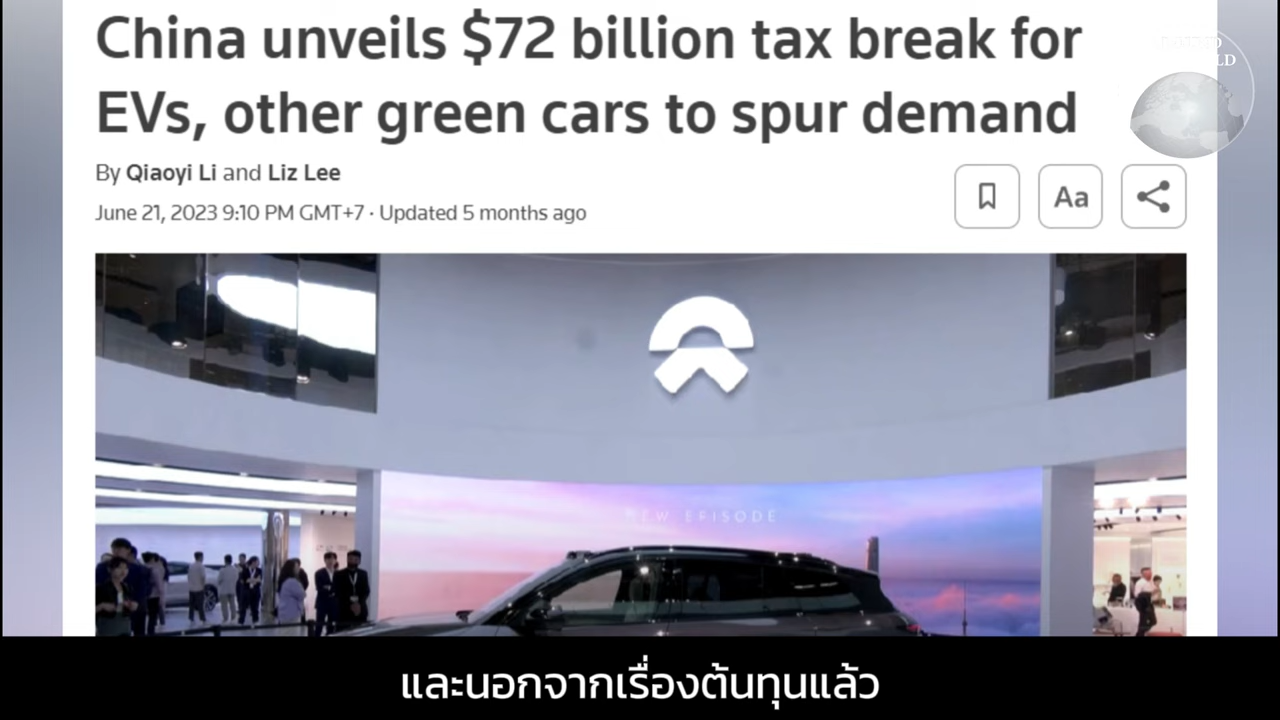 China unveils $72 billion tax break for
EVs, other green cars to spur demand
By Qiaoyi Li and Liz Lee
June 21, 2023 9:10 PM GMT+7 · Updated 5 months ago
Aa
EPISODE
และนอกจากเรื่องต้นทุนแล้ว